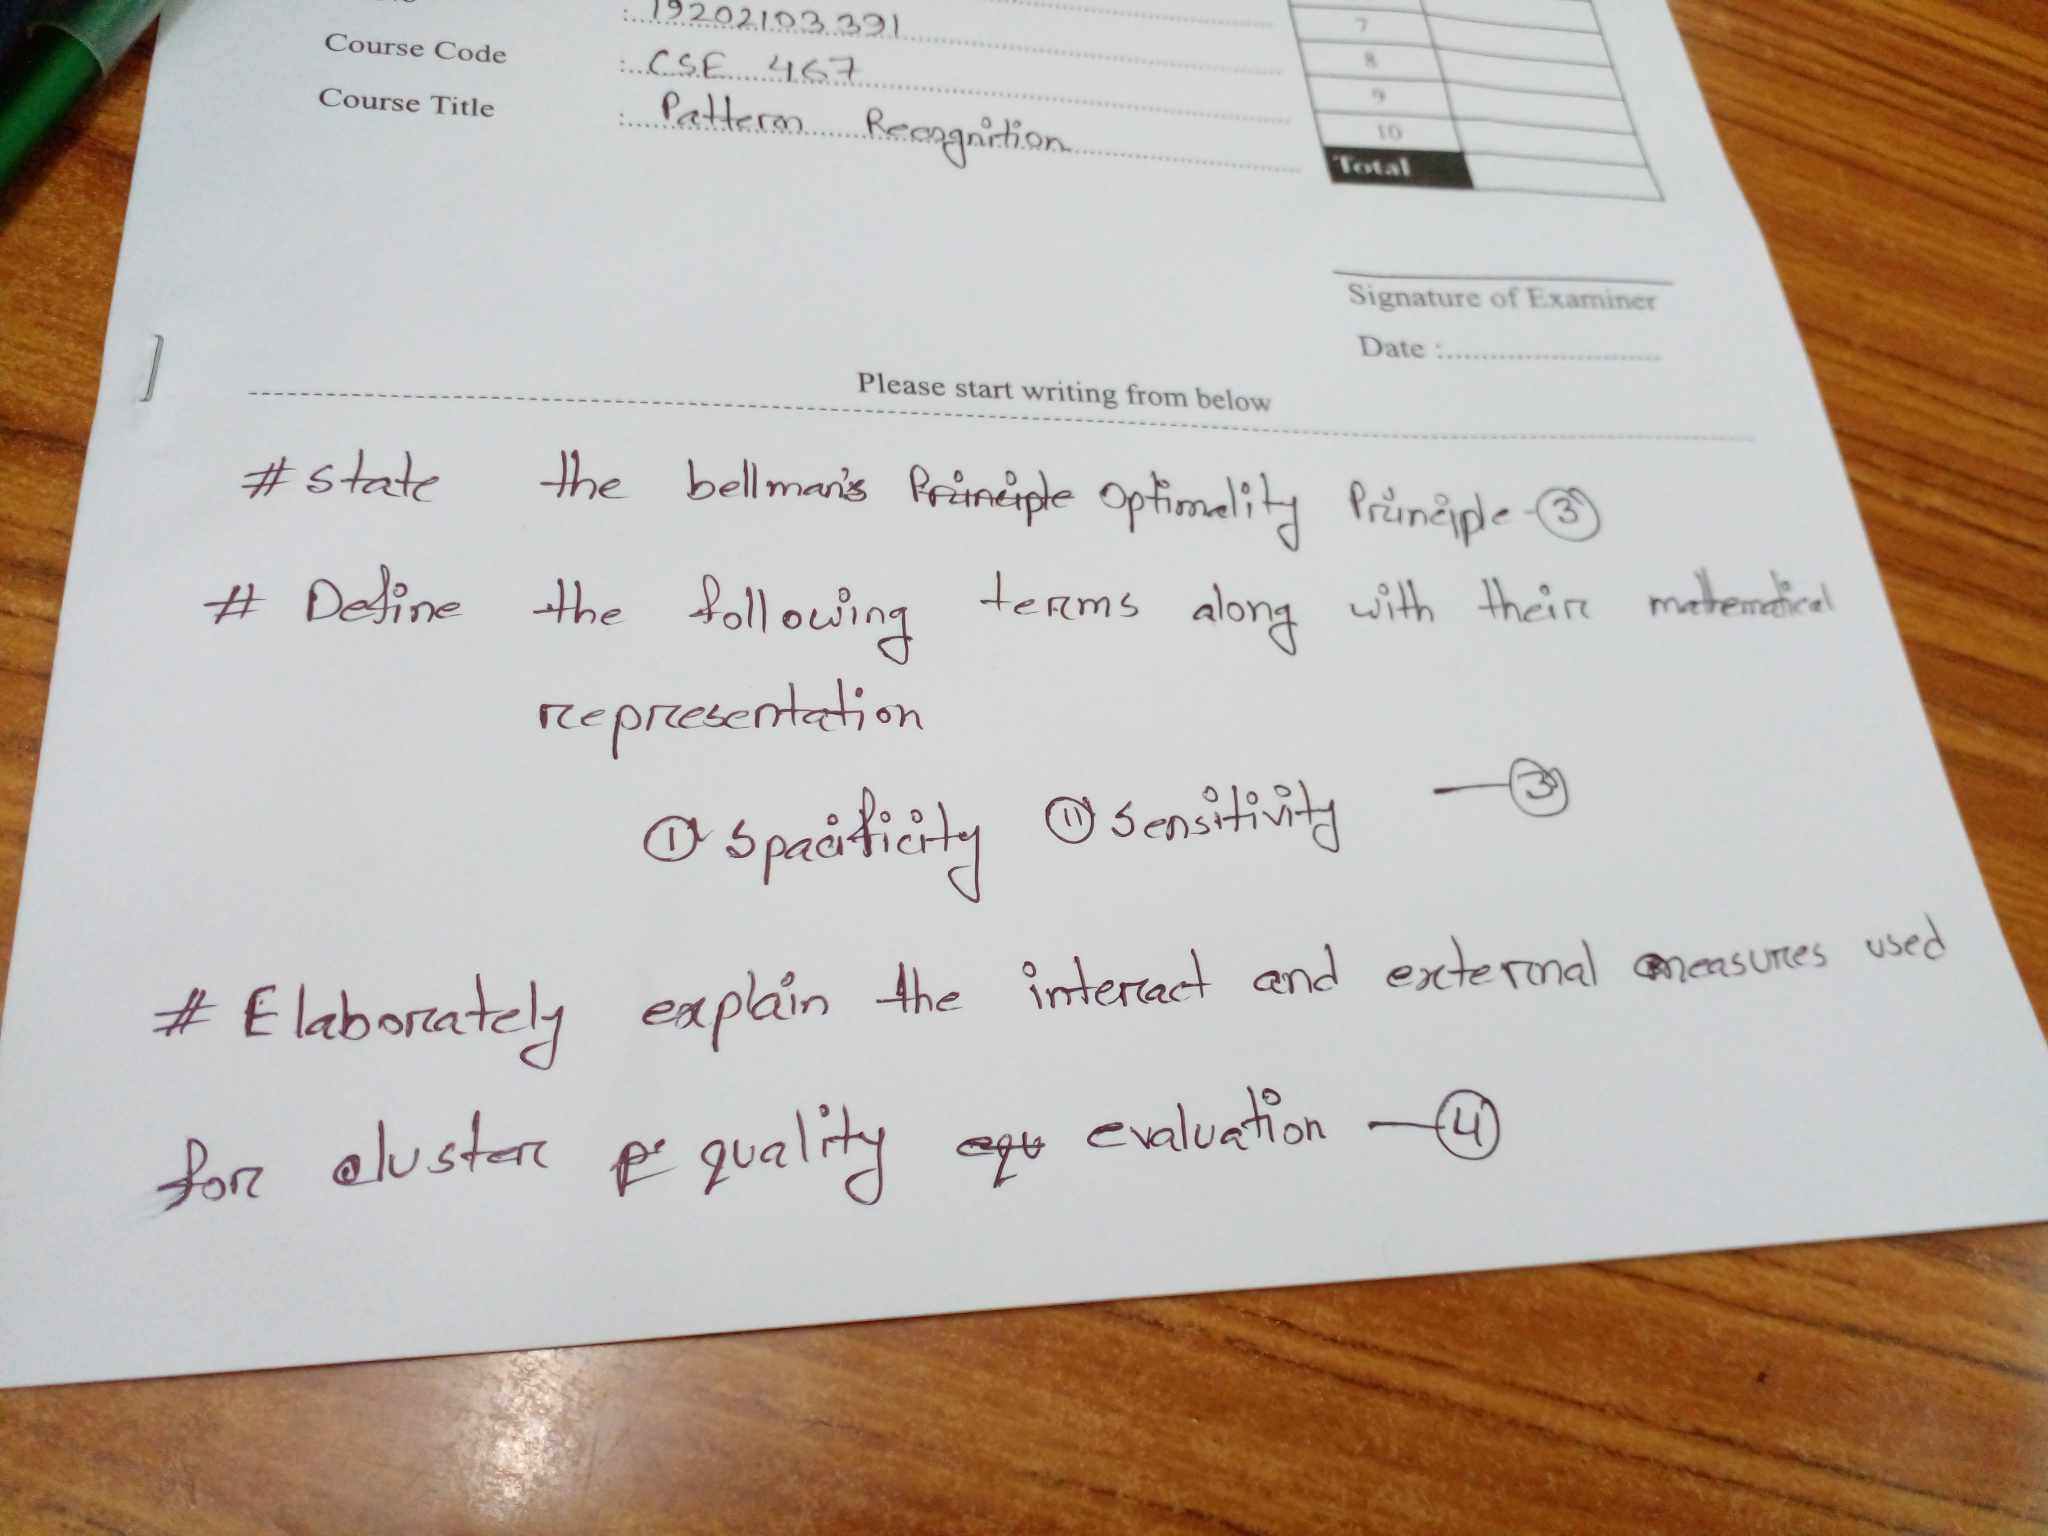 : 19202103391
Course Code : CSE 467
Course Title : Pattern Recognition
7
8
9
10
Total
Signature of Examiner
Date :
Please start writing from below
# State the bellman's Principle Optimality Principle - 3
# Define the following terms along with their mathematical
representation
I Spacificity II Sensitivity — 3
# Elaborately explain the interact and external measures used
for cluster quality equ evaluation — 4